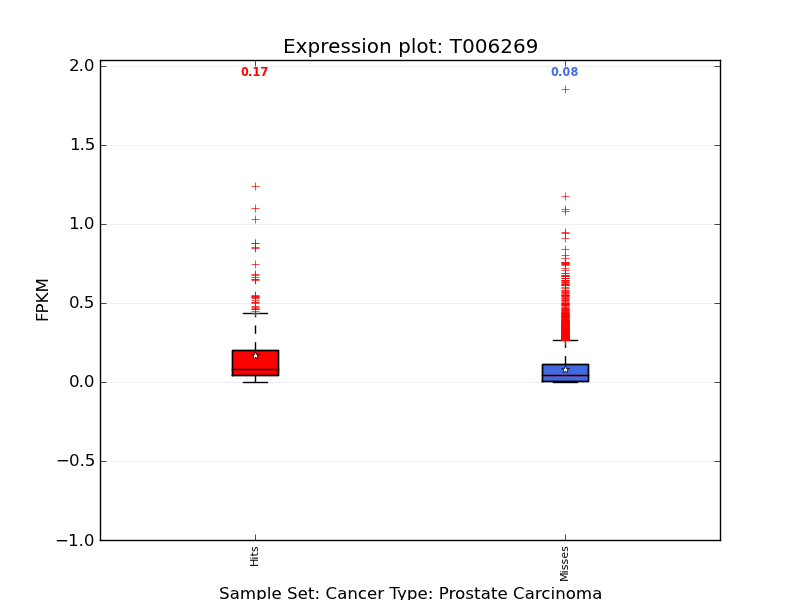 Expression plot: T006269
0.17
0.08
2.0
1.5
1.0
0.5
0.0
−0.5
−1.0
FPKM
Hits
Misses
Sample Set: Cancer Type: Prostate Carcinoma